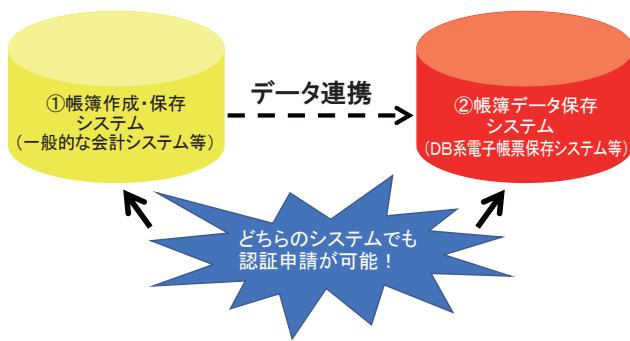 ①帳簿作成・保存
システム
(一般的な会計システム等)
データ連携
②帳簿データ保存
システム
(DB系電子帳票保存システム等)
どちらのシステムでも
認証申請が可能！